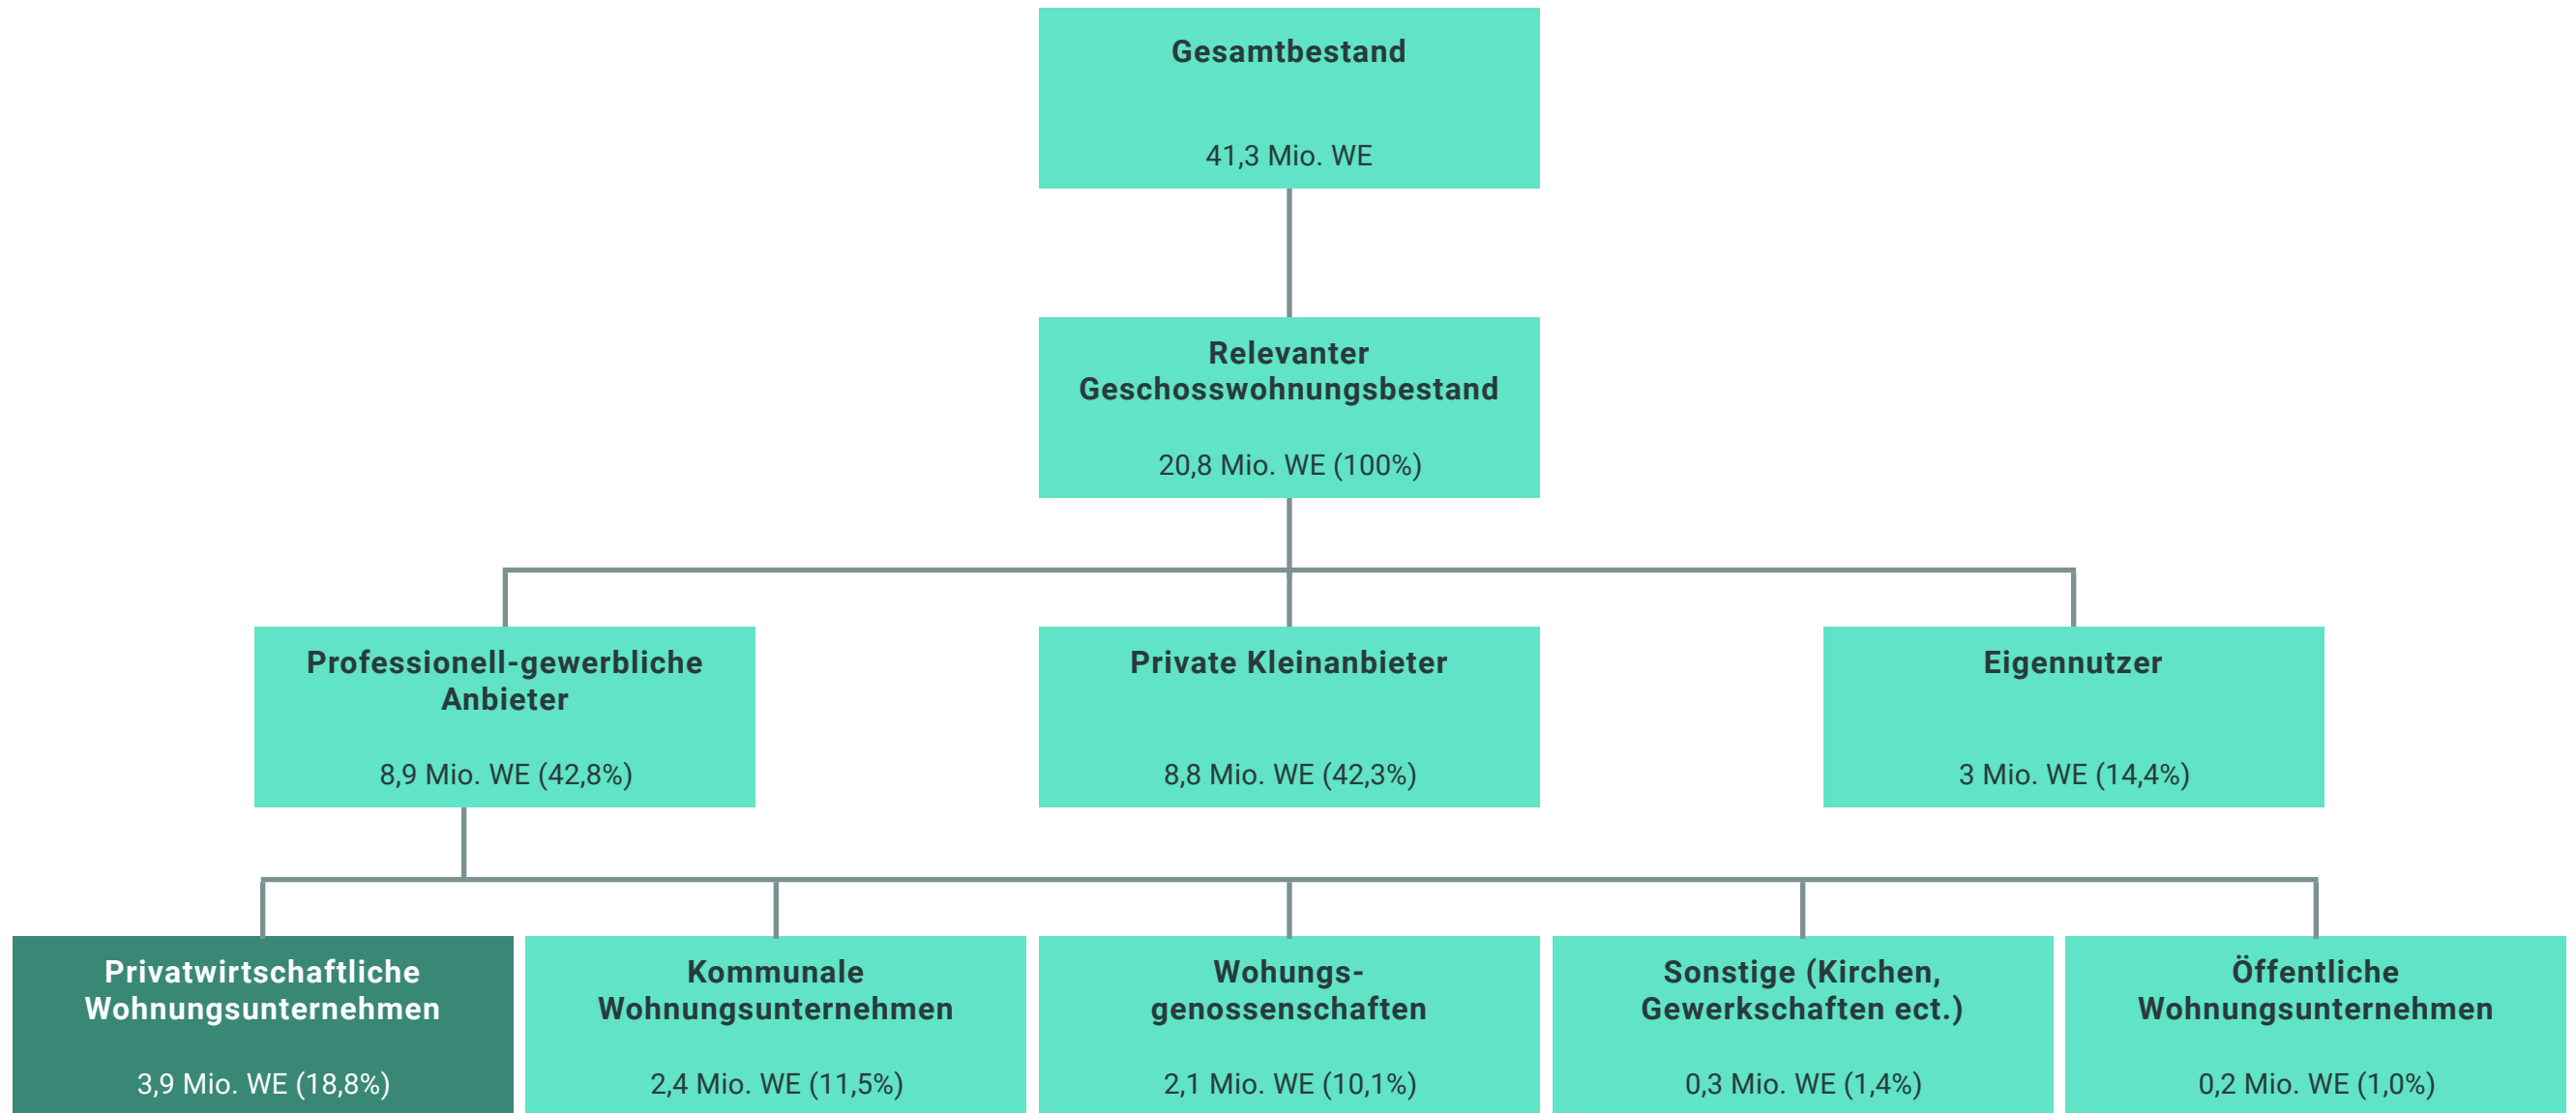 Gesamtbestand
41,3 Mio. WE
Relevanter
Geschosswohnungsbestand
20,8 Mio. WE (100%)
Professionell-gewerbliche
Anbieter
8,9 Mio. WE (42,8%)
Private Kleinanbieter
8,8 Mio. WE (42,3%)
Eigennutzer
3 Mio. WE (14,4%)
Privatwirtschaftliche
Wohnungsunternehmen
3,9 Mio. WE (18,8%)
Kommunale
Wohnungsunternehmen
2,4 Mio. WE (11,5%)
Wohungs-
genossenschaften
2,1 Mio. WE (10,1%)
Sonstige (Kirchen,
Gewerkschaften ect.)
0,3 Mio. WE (1,4%)
Öffentliche
Wohnungsunternehmen
0,2 Mio. WE (1,0%)